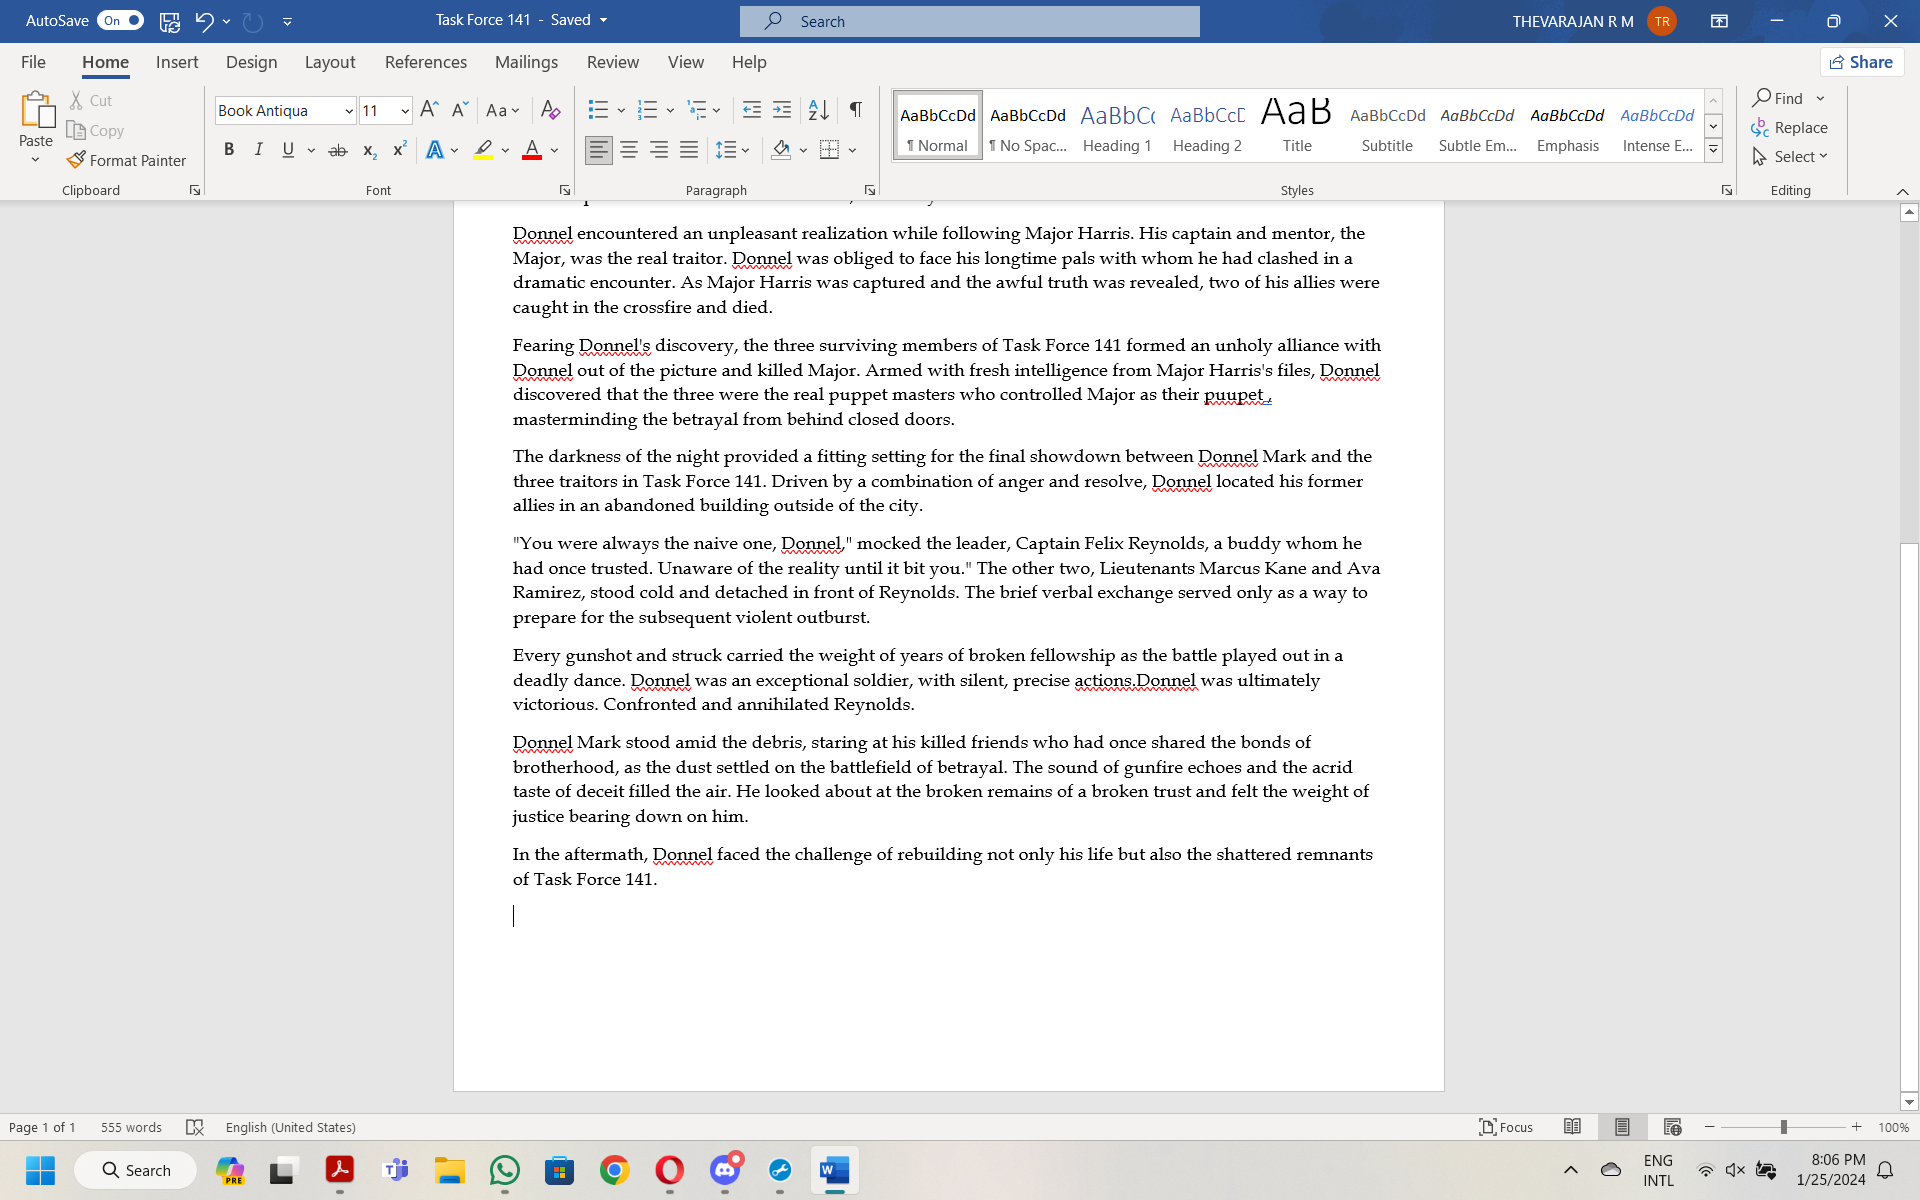 AutoSave On Task Force 141 - Saved Search THEVARAJAN R M TR
File Home Insert Design Layout References Mailings Review View Help Share
Paste Cut Copy Format Painter Clipboard
Book Antiqua 11 A^ A˅ Aa A
B I U ab x₂ x² A A Font
Paragraph
AaBbCcDd AaBbCcDd AaBbCc AaBbCcD AaB AaBbCcDd AaBbCcDd AaBbCcDd AaBbCcDd
¶ Normal ¶ No Spac... Heading 1 Heading 2 Title Subtitle Subtle Em... Emphasis Intense E...
Styles
Find
Replace
Select
Editing
Donnel encountered an unpleasant realization while following Major Harris. His captain and mentor, the
Major, was the real traitor. Donnel was obliged to face his longtime pals with whom he had clashed in a
dramatic encounter. As Major Harris was captured and the awful truth was revealed, two of his allies were
caught in the crossfire and died.
Fearing Donnel's discovery, the three surviving members of Task Force 141 formed an unholy alliance with
Donnel out of the picture and killed Major. Armed with fresh intelligence from Major Harris's files, Donnel
discovered that the three were the real puppet masters who controlled Major as their puupet ,
masterminding the betrayal from behind closed doors.
The darkness of the night provided a fitting setting for the final showdown between Donnel Mark and the
three traitors in Task Force 141. Driven by a combination of anger and resolve, Donnel located his former
allies in an abandoned building outside of the city.
"You were always the naive one, Donnel," mocked the leader, Captain Felix Reynolds, a buddy whom he
had once trusted. Unaware of the reality until it bit you." The other two, Lieutenants Marcus Kane and Ava
Ramirez, stood cold and detached in front of Reynolds. The brief verbal exchange served only as a way to
prepare for the subsequent violent outburst.
Every gunshot and struck carried the weight of years of broken fellowship as the battle played out in a
deadly dance. Donnel was an exceptional soldier, with silent, precise actions.Donnel was ultimately
victorious. Confronted and annihilated Reynolds.
Donnel Mark stood amid the debris, staring at his killed friends who had once shared the bonds of
brotherhood, as the dust settled on the battlefield of betrayal. The sound of gunfire echoes and the acrid
taste of deceit filled the air. He looked about at the broken remains of a broken trust and felt the weight of
justice bearing down on him.
In the aftermath, Donnel faced the challenge of rebuilding not only his life but also the shattered remnants
of Task Force 141.
Page 1 of 1 555 words English (United States) Focus 100%
Search PRE ENG INTL 8:06 PM 1/25/2024